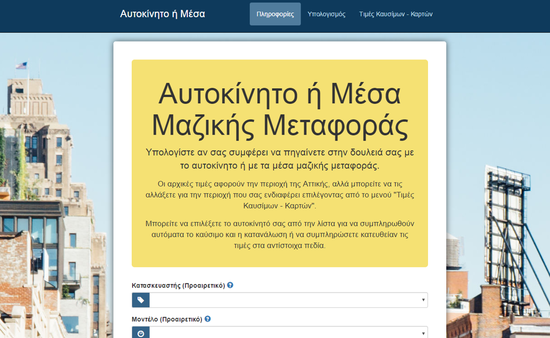 Αυτοκίνητο ή Μέσα
Πληροφορίες
Υπολογισμός
Τιμές Καυσίμων - Καρτών
Αυτοκίνητο ή Μέσα
Μαζικής Μεταφοράς
Υπολογίστε αν σας συμφέρει να πηγαίνετε στην δουλειά σας με
το αυτοκίνητο ή με τα μέσα μαζικής μεταφοράς.
Οι αρχικές τιμές αφορούν την περιοχή της Αττικής, αλλά μπορείτε να τις
αλλάξετε για την περιοχή που σας ενδιαφέρει επιλέγοντας από το μενού "Τιμές
Καυσίμων - Καρτών".
Μπορείτε να επιλέξετε το αυτοκίνητό σας από την λίστα για να συμπληρωθούν
αυτόματα το καύσιμο και η κατανάλωση ή να συμπληρώσετε κατευθείαν τις
τιμές στα αντίστοιχα πεδία.
Κατασκευαστής (Προαιρετικό)
Μοντέλο (Προαιρετικό)